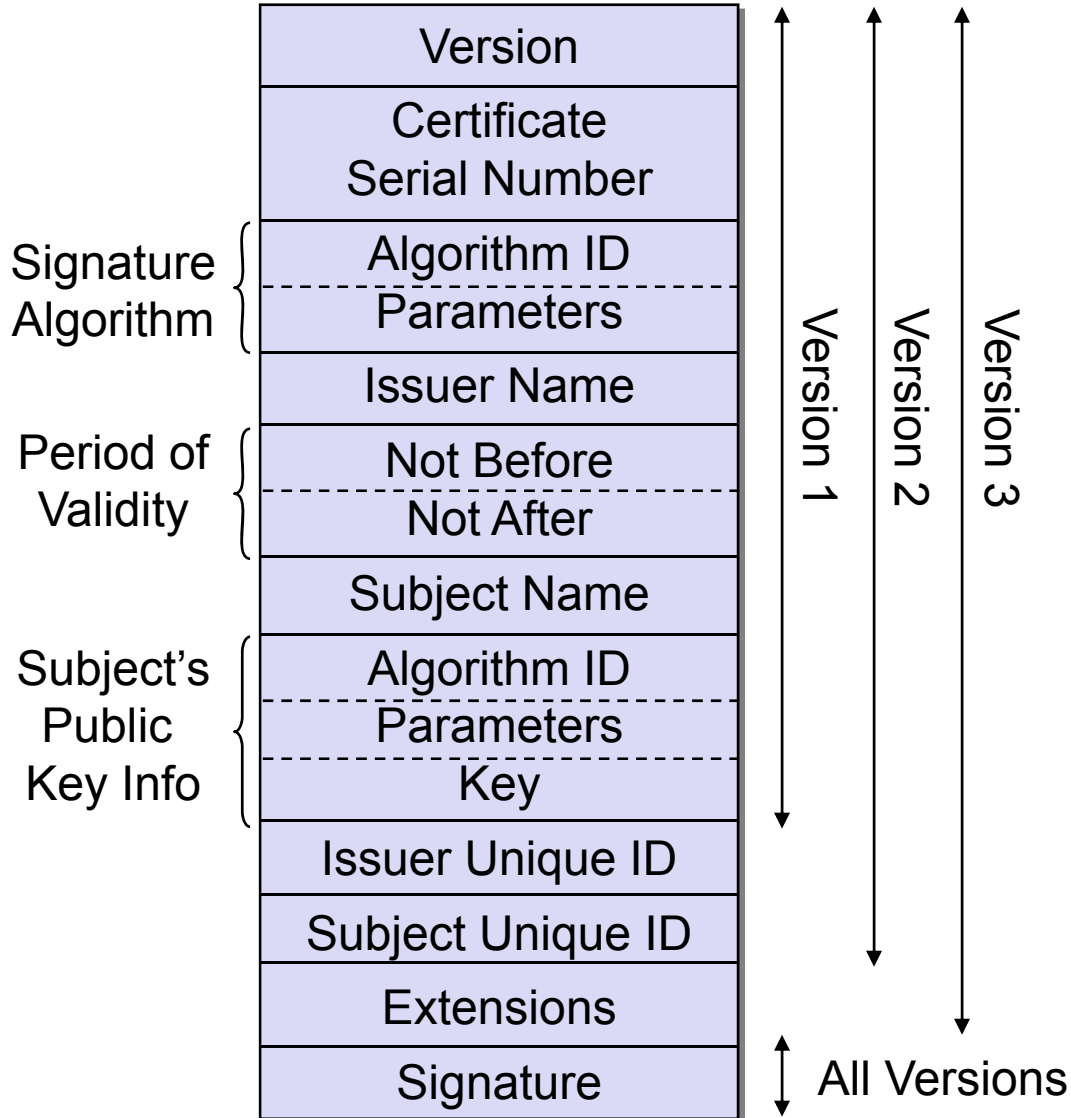 Version
Certificate
Serial Number
Signature
Algorithm
Algorithm ID
Parameters
Issuer Name
Period of
Validity
Not Before
Not After
Subject Name
Subject’s
Public
Key Info
Algorithm ID
Parameters
Key
Issuer Unique ID
Subject Unique ID
Extensions
Signature
Version 1
Version 2
Version 3
All Versions